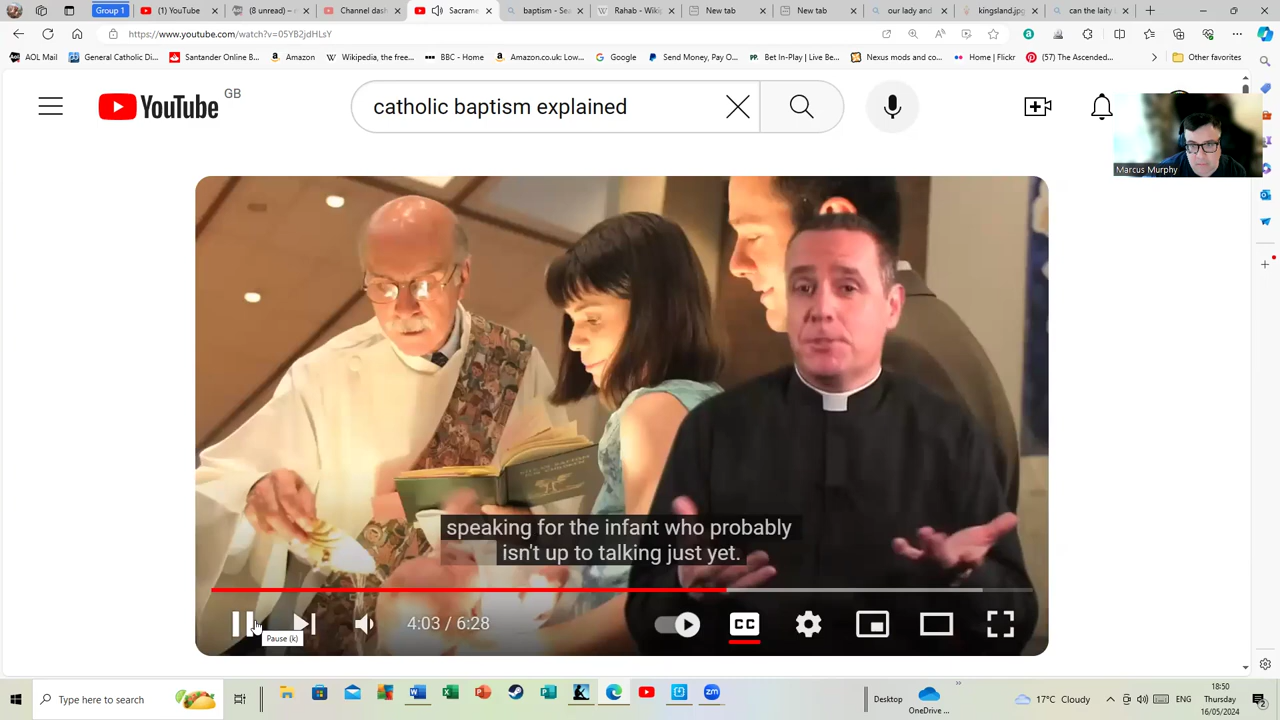 Group 1
(1) YouTube
(8 unread) –
Channel dash
Sacrame
baptism - Sea
Rahab - Wiki
New tab
New tab
our lady and
kingsland.jpg
can the laity
https://www.youtube.com/watch?v=05YB2jdHLsY
AOL Mail
General Catholic Di...
Santander Online B...
Amazon
Wikipedia, the free...
BBC - Home
Amazon.co.uk: Low...
Google
Send Money, Pay O...
Bet In-Play | Live Be...
Nexus mods and co...
Home | Flickr
(57) The Ascended...
Other favorites
YouTube
GB
catholic baptism explained
Marcus Murphy
speaking for the infant who probably
isn't up to talking just yet.
4:03 / 6:28
CC
Pause (k)
Type here to search
Desktop
OneDrive ...
17°C Cloudy
ENG
18:50
Thursday
16/05/2024